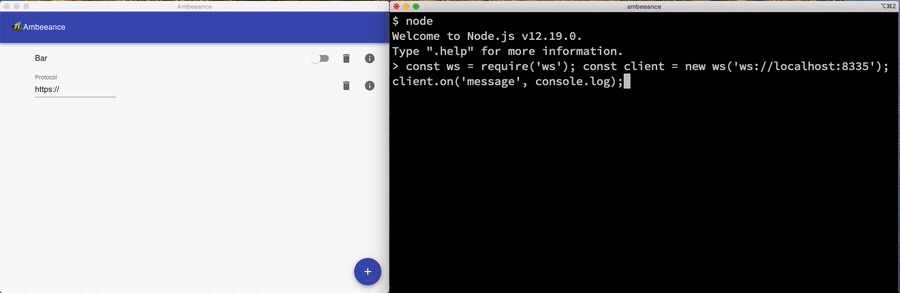 Ambeeance
Ambeeance
Bar
Protocol
https://
+
ambeeance
⌥⌘2
$ node
Welcome to Node.js v12.19.0.
Type ".help" for more information.
> const ws = require('ws'); const client = new ws('ws://localhost:8335');
client.on('message', console.log);